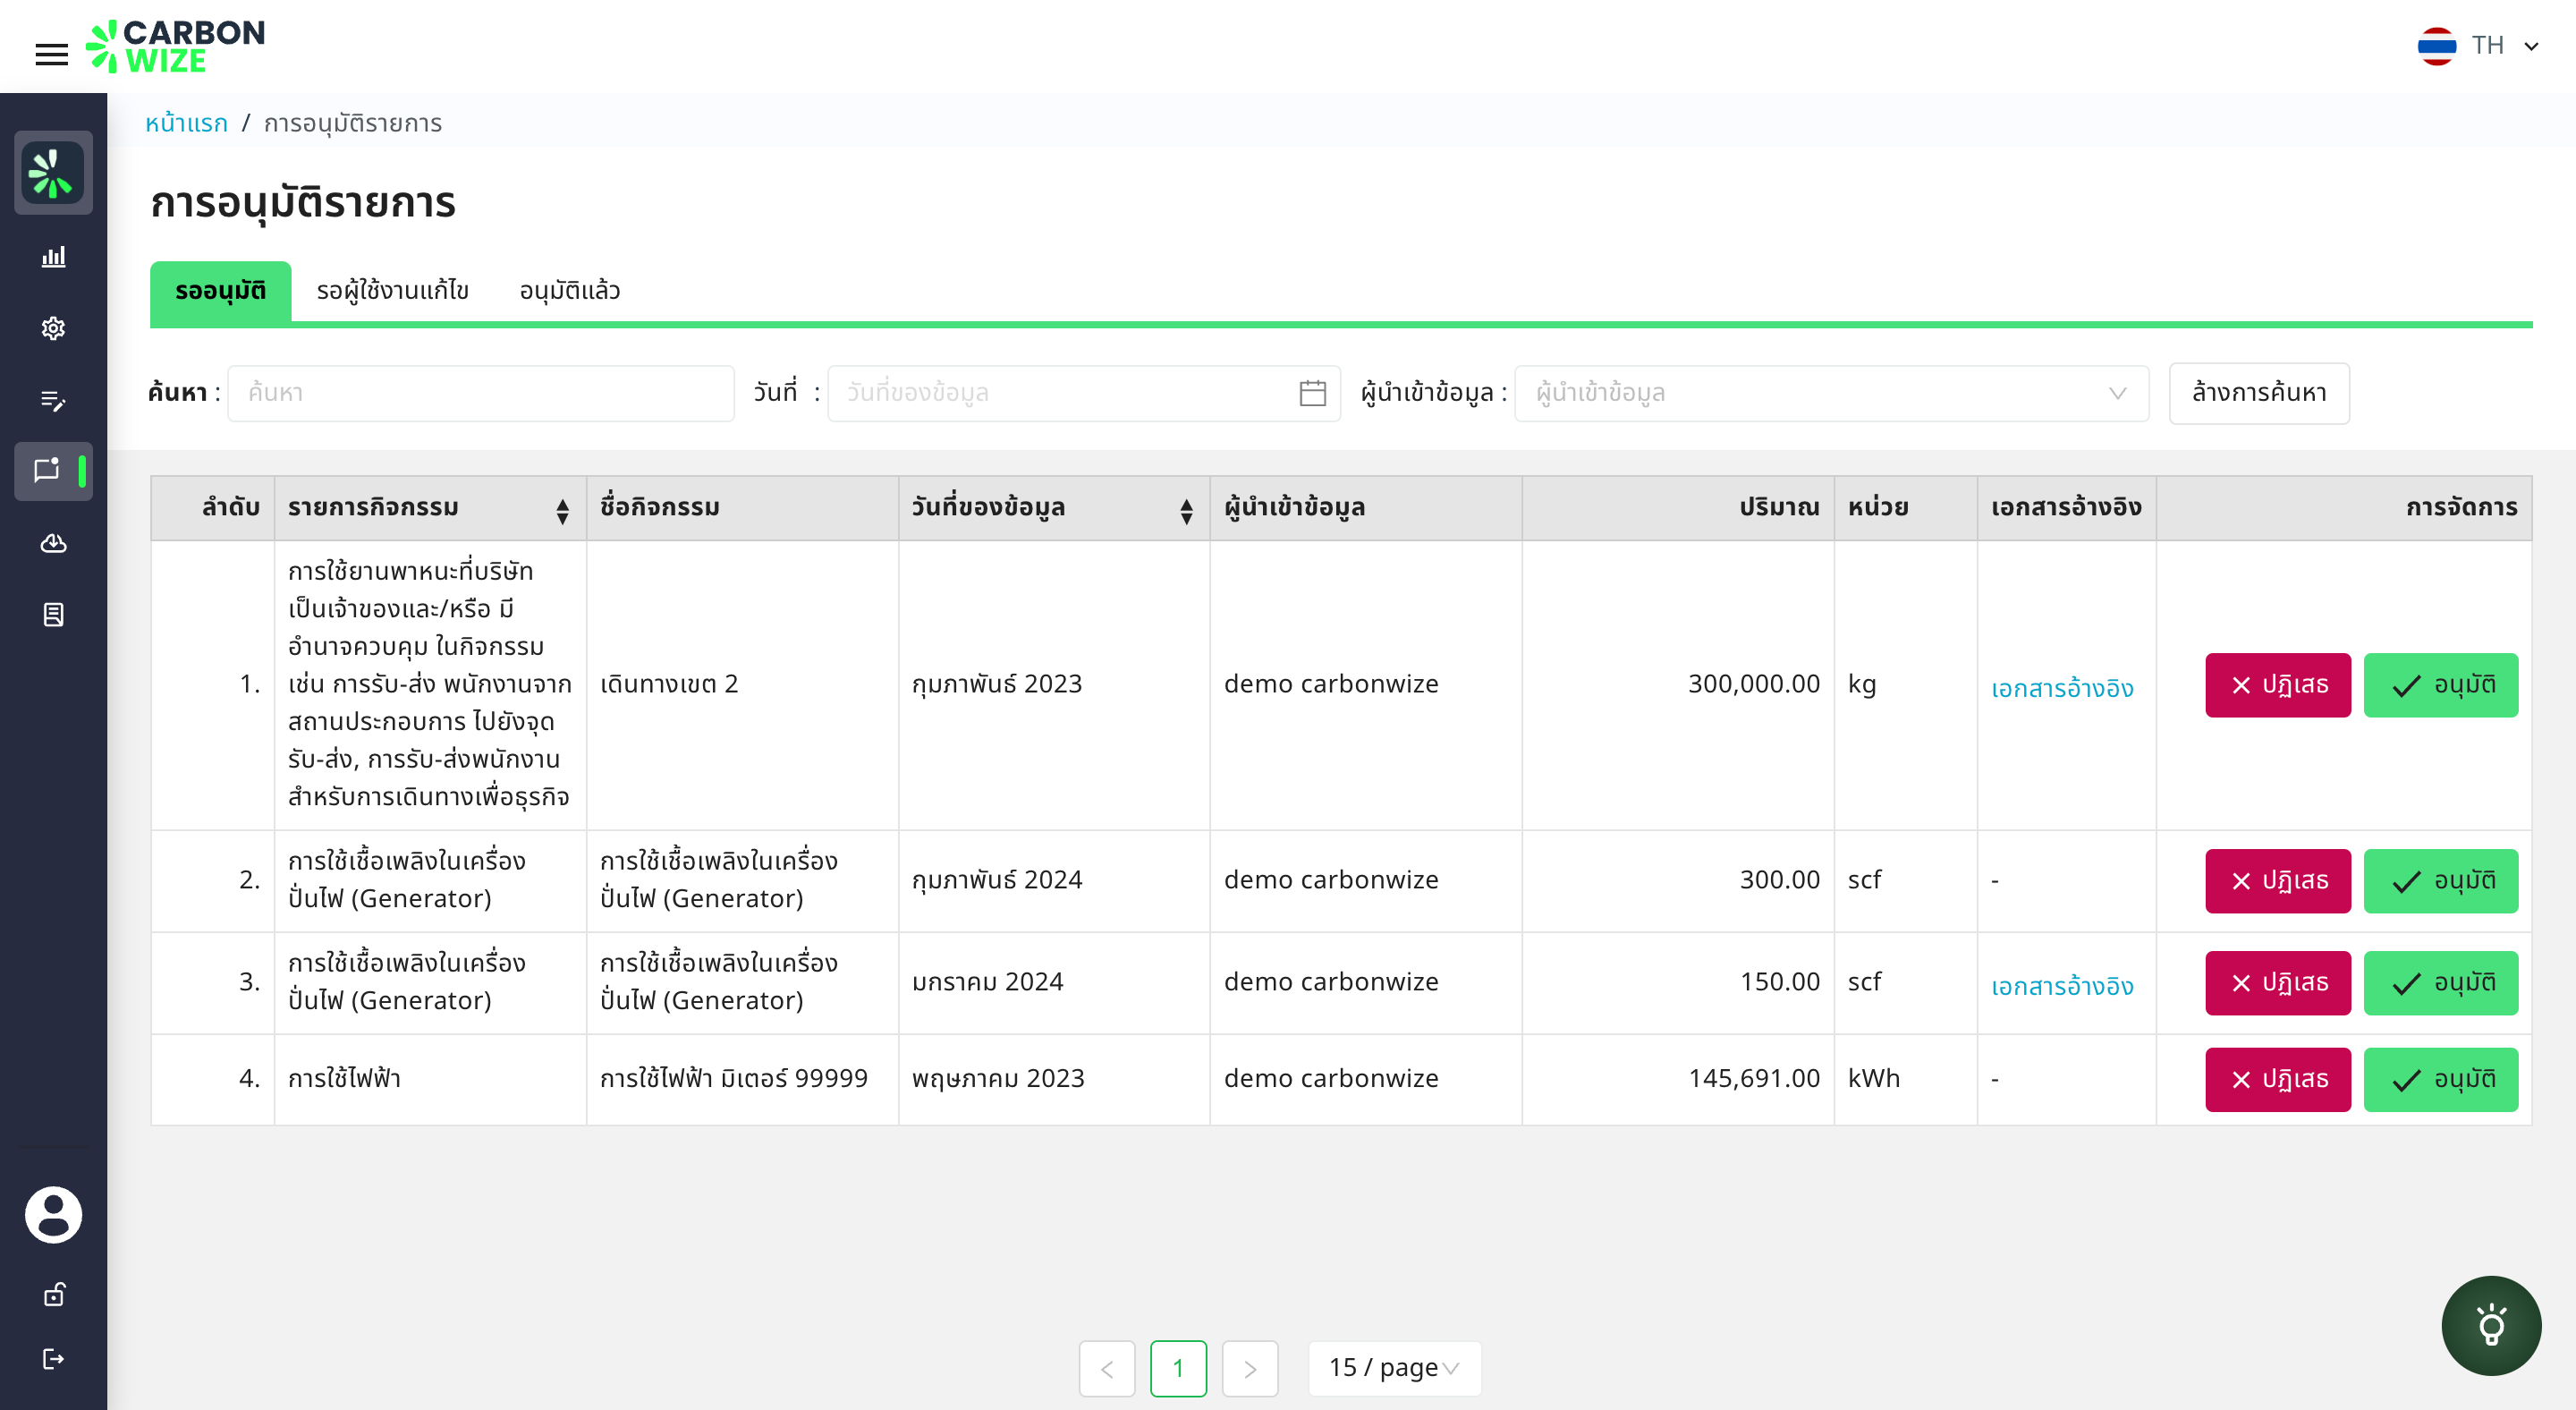 CARBON
WIZE
TH
หน้าแรก / การอนุมัติรายการ
การอนุมัติรายการ
รออนุมัติ รอผู้ใช้งานแก้ไข อนุมัติแล้ว
ค้นหา : ค้นหา วันที่ : วันที่ของข้อมูล ผู้นำเข้าข้อมูล : ผู้นำเข้าข้อมูล ล้างการค้นหา
ลำดับ รายการกิจกรรม ชื่อกิจกรรม วันที่ของข้อมูล ผู้นำเข้าข้อมูล ปริมาณ หน่วย เอกสารอ้างอิง การจัดการ
1.
การใช้ยานพาหนะที่บริษัท
เป็นเจ้าของและ/หรือ มี
อำนาจควบคุม ในกิจกรรม
เช่น การรับ-ส่ง พนักงานจาก
สถานประกอบการ ไปยังจุด
รับ-ส่ง, การรับ-ส่งพนักงาน
สำหรับการเดินทางเพื่อธุรกิจ
เดินทางเขต 2 กุมภาพันธ์ 2023 demo carbonwize 300,000.00 kg เอกสารอ้างอิง ปฏิเสธ อนุมัติ
2.
การใช้เชื้อเพลิงในเครื่อง
ปั่นไฟ (Generator)
การใช้เชื้อเพลิงในเครื่อง
ปั่นไฟ (Generator)
กุมภาพันธ์ 2024 demo carbonwize 300.00 scf - ปฏิเสธ อนุมัติ
3.
การใช้เชื้อเพลิงในเครื่อง
ปั่นไฟ (Generator)
การใช้เชื้อเพลิงในเครื่อง
ปั่นไฟ (Generator)
มกราคม 2024 demo carbonwize 150.00 scf เอกสารอ้างอิง ปฏิเสธ อนุมัติ
4. การใช้ไฟฟ้า การใช้ไฟฟ้า มิเตอร์ 99999 พฤษภาคม 2023 demo carbonwize 145,691.00 kWh - ปฏิเสธ อนุมัติ
1 15 / page